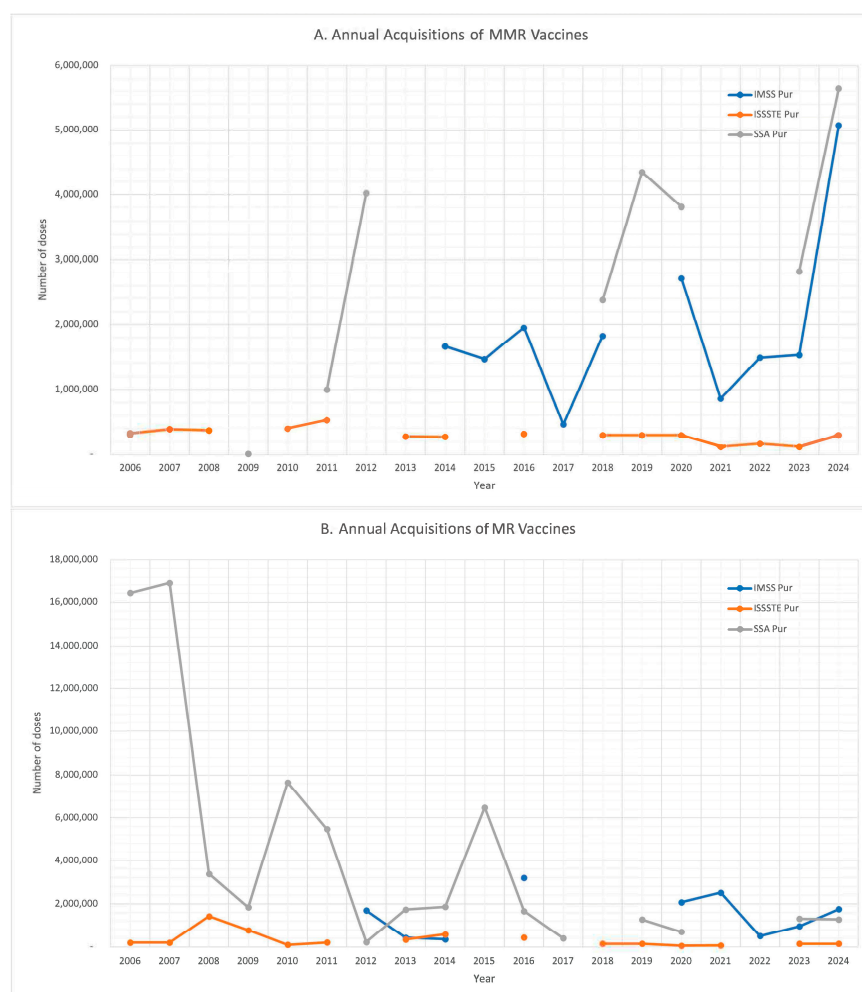 A. Annual Acquisitions of MMR Vaccines
6,000,000
5,000,000
4,000,000
3,000,000
2,000,000
1,000,000
-
Number of doses
IMSS Pur
ISSSTE Pur
SSA Pur
2006 2007 2008 2009 2010 2011 2012 2013 2014 2015 2016 2017 2018 2019 2020 2021 2022 2023 2024
Year
B. Annual Acquisitions of MR Vaccines
18,000,000
16,000,000
14,000,000
12,000,000
10,000,000
8,000,000
6,000,000
4,000,000
2,000,000
-
Number of doses
IMSS Pur
ISSSTE Pur
SSA Pur
2006 2007 2008 2009 2010 2011 2012 2013 2014 2015 2016 2017 2018 2019 2020 2021 2022 2023 2024
Year